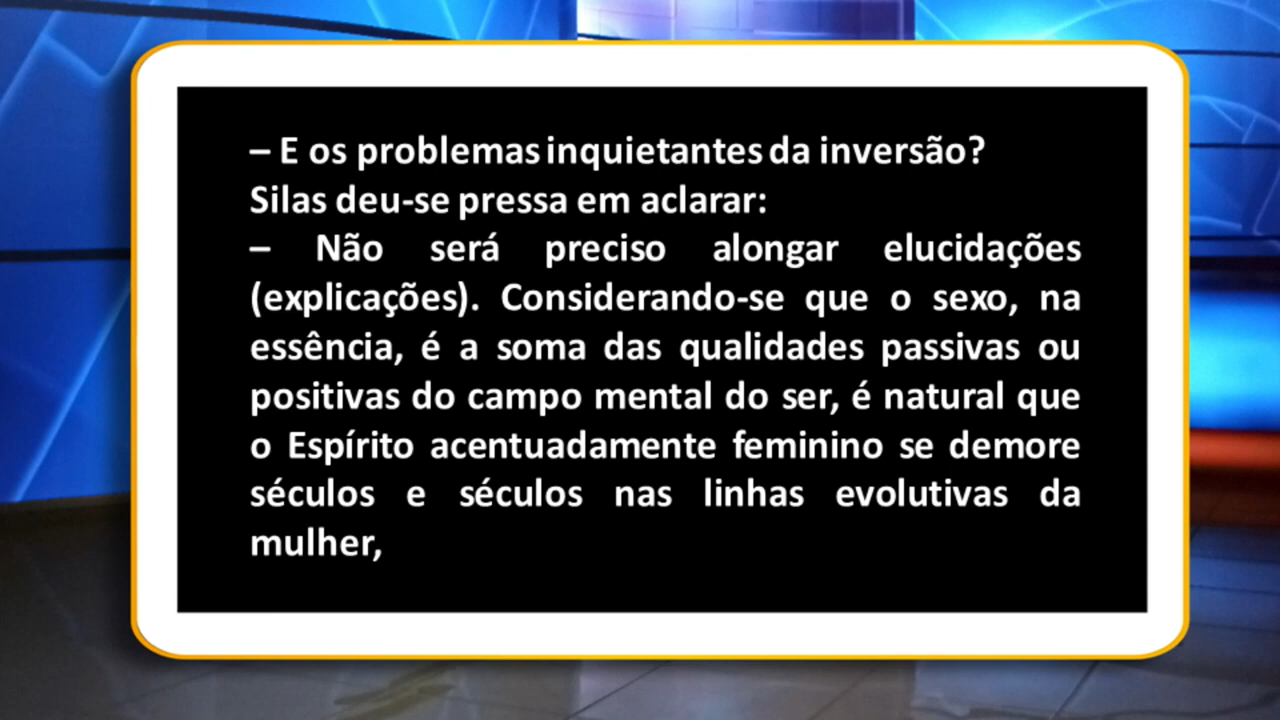 – E os problemas inquietantes da inversão?
Silas deu-se pressa em aclarar:
– Não será preciso alongar elucidações
(explicações). Considerando-se que o sexo, na
essência, é a soma das qualidades passivas ou
positivas do campo mental do ser, é natural que
o Espírito acentuadamente feminino se demore
séculos e séculos nas linhas evolutivas da
mulher,